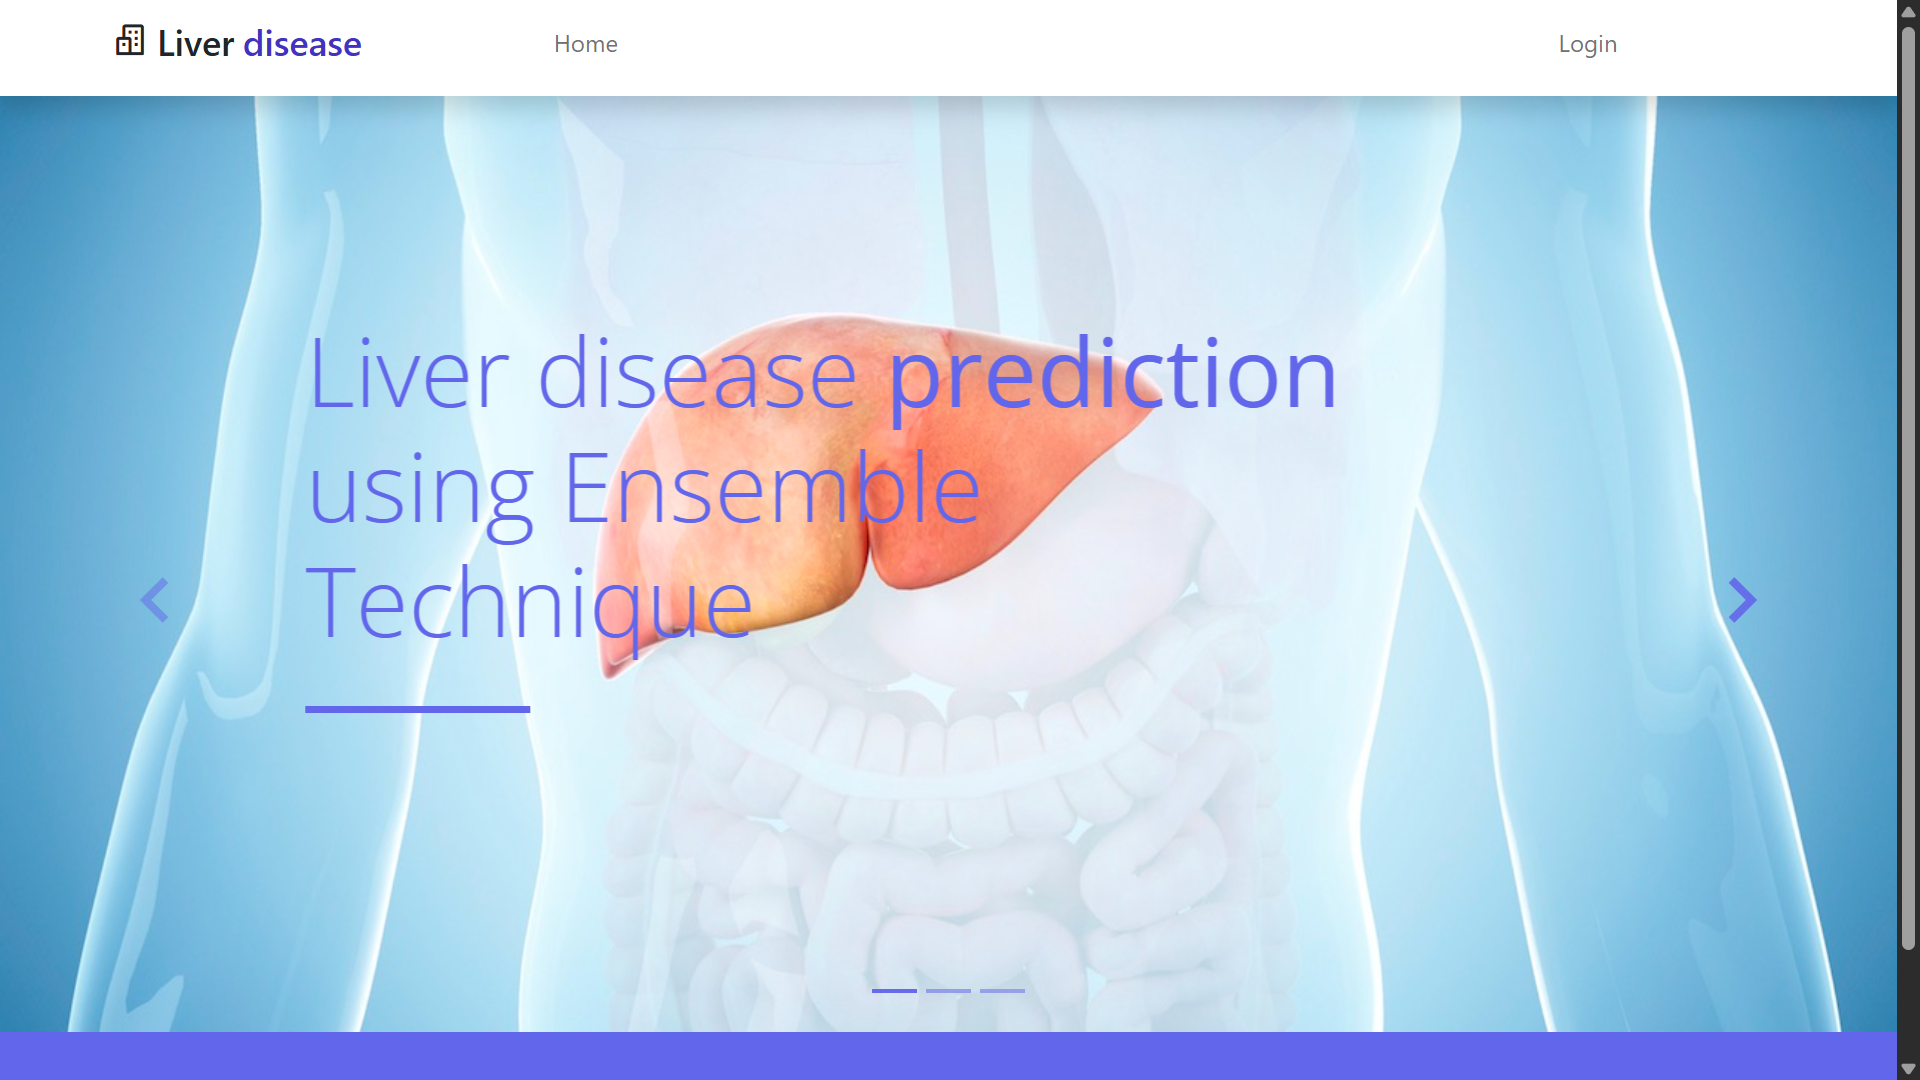 Liver disease
Home
Login
Liver disease prediction
using Ensemble
Technique